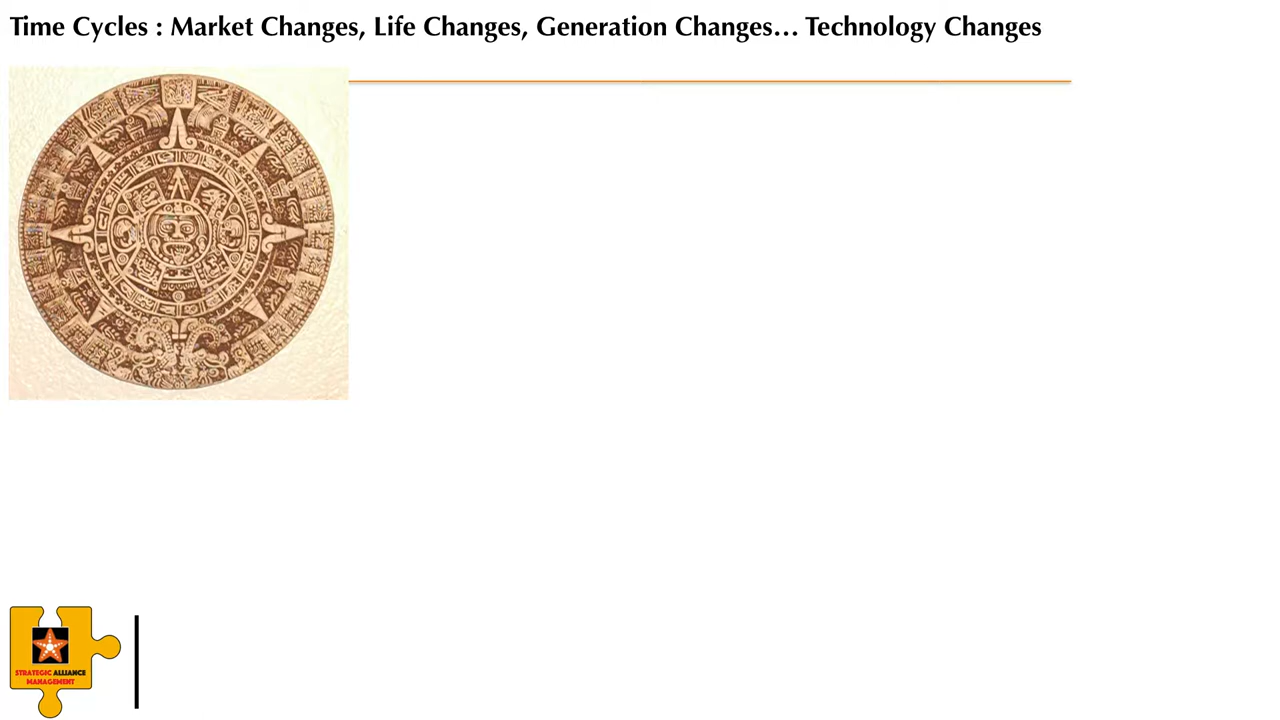 Time Cycles : Market Changes, Life Changes, Generation Changes… Technology Changes
STRATEGIC ALLIANCE
MANAGEMENT